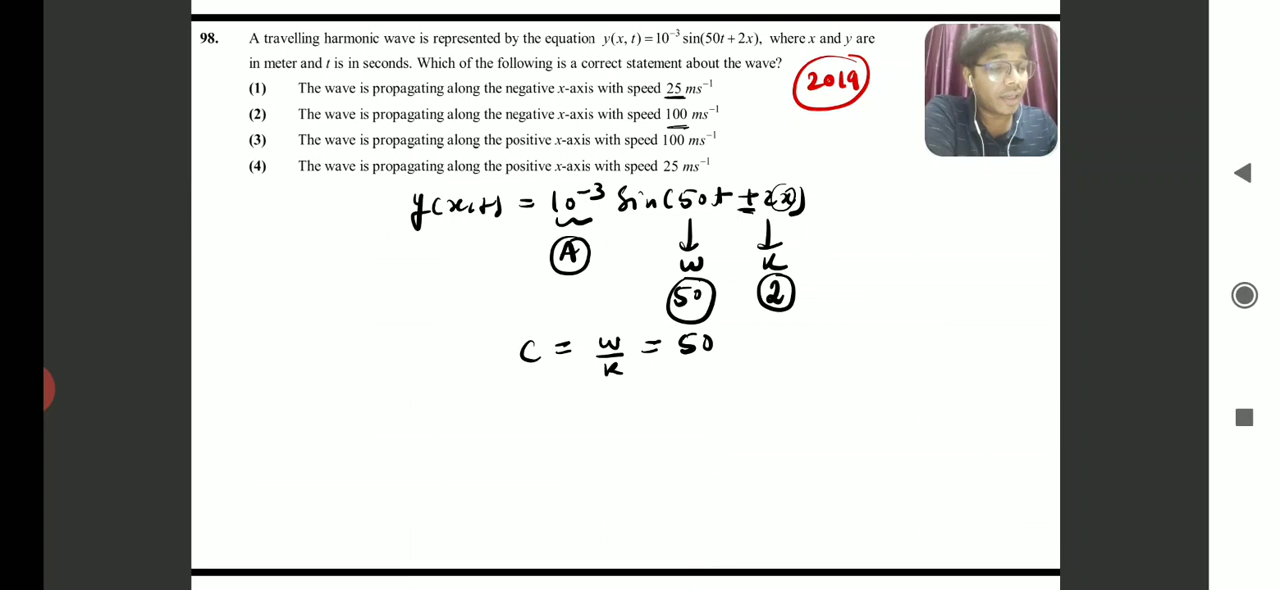 98. A travelling harmonic wave is represented by the equation y(x, t) = 10⁻³ sin(50t + 2x), where x and y are
in meter and t is in seconds. Which of the following is a correct statement about the wave?
2019
(1) The wave is propagating along the negative x-axis with speed 25 ms⁻¹
(2) The wave is propagating along the negative x-axis with speed 100 ms⁻¹
(3) The wave is propagating along the positive x-axis with speed 100 ms⁻¹
(4) The wave is propagating along the positive x-axis with speed 25 ms⁻¹
y(x,t) = 10⁻³ sin(50t + 2x)
A ↓ ↓
w k
50 2
C = w/k = 50